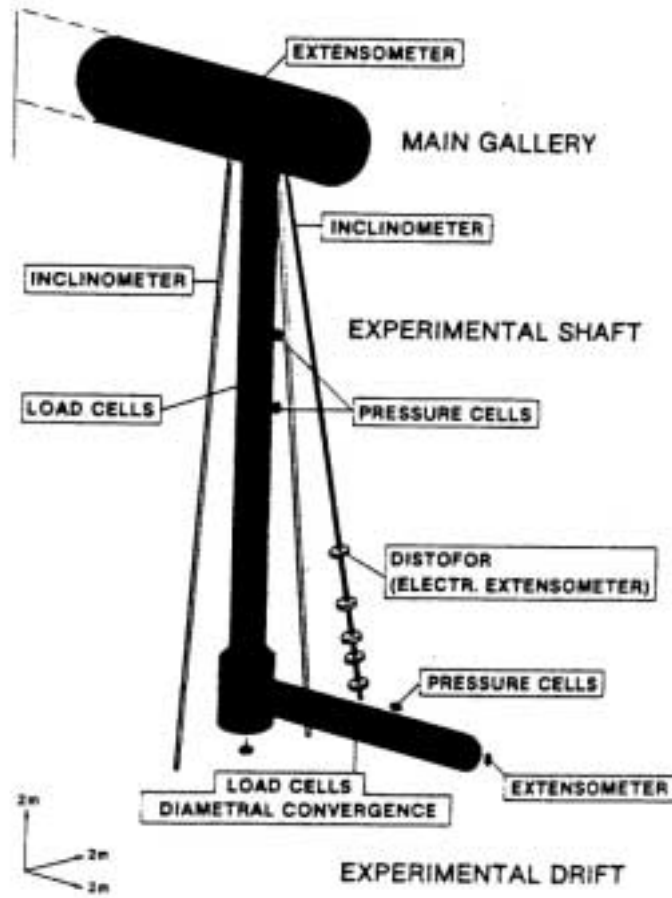 EXTENSOMETER
MAIN GALLERY
INCLINOMETER
INCLINOMETER
EXPERIMENTAL SHAFT
LOAD CELLS
PRESSURE CELLS
DISTOFOR
(ELECTR. EXTENSOMETER)
PRESSURE CELLS
LOAD CELLS
DIAMETRAL CONVERGENCE
EXTENSOMETER
2m
2m
2m
EXPERIMENTAL DRIFT